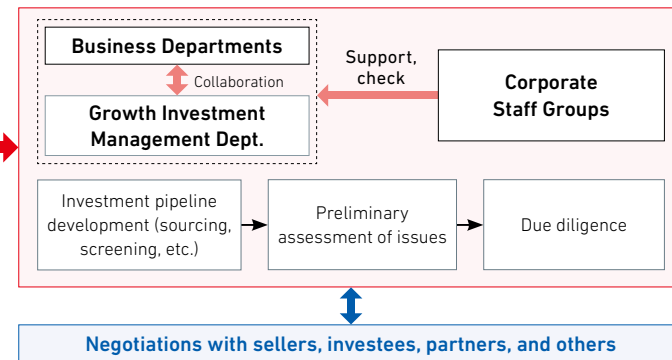 Business Departments
Collaboration
Growth Investment
Management Dept.
Support,
check
Corporate
Staff Groups
Investment pipeline
development (sourcing,
screening, etc.)
Preliminary
assessment of issues
Due diligence
Negotiations with sellers, investees, partners, and others